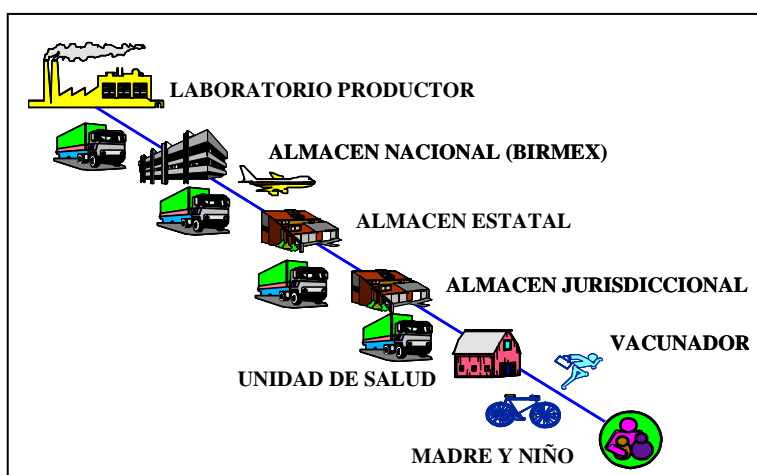 LABORATORIO PRODUCTOR
ALMACEN NACIONAL (BIRMEX)
ALMACEN ESTATAL
ALMACEN JURISDICCIONAL
VACUNADOR
UNIDAD DE SALUD
MADRE Y NIÑO